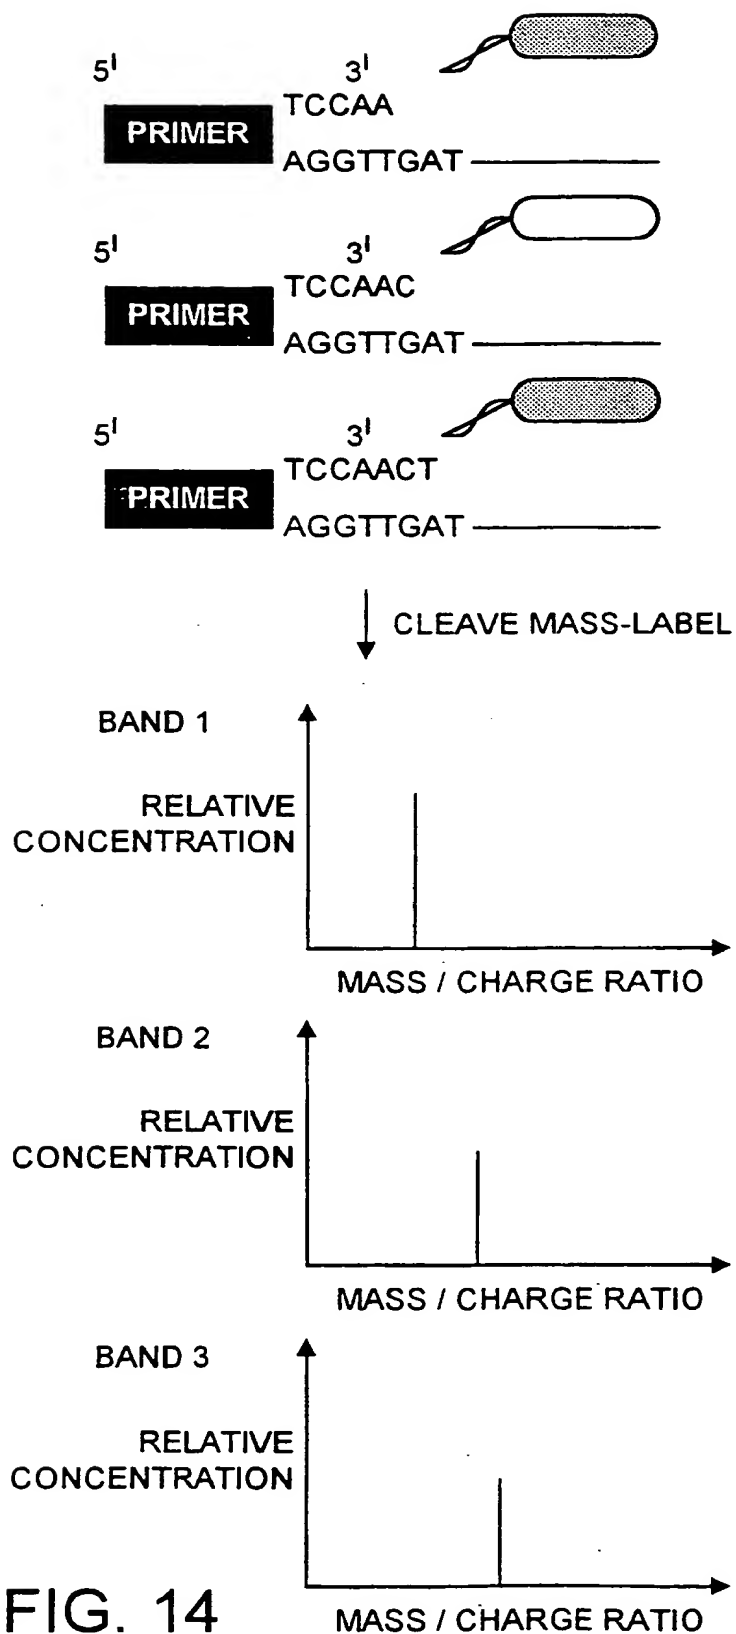 5' 3'
TCCAA
PRIMER
AGGTTGAT
5' 3'
TCCAAC
PRIMER
AGGTTGAT
5' 3'
TCCAACT
PRIMER
AGGTTGAT
CLEAVE MASS-LABEL
BAND 1
RELATIVE
CONCENTRATION
MASS / CHARGE RATIO
BAND 2
RELATIVE
CONCENTRATION
MASS / CHARGE RATIO
BAND 3
RELATIVE
CONCENTRATION
MASS / CHARGE RATIO
FIG. 14